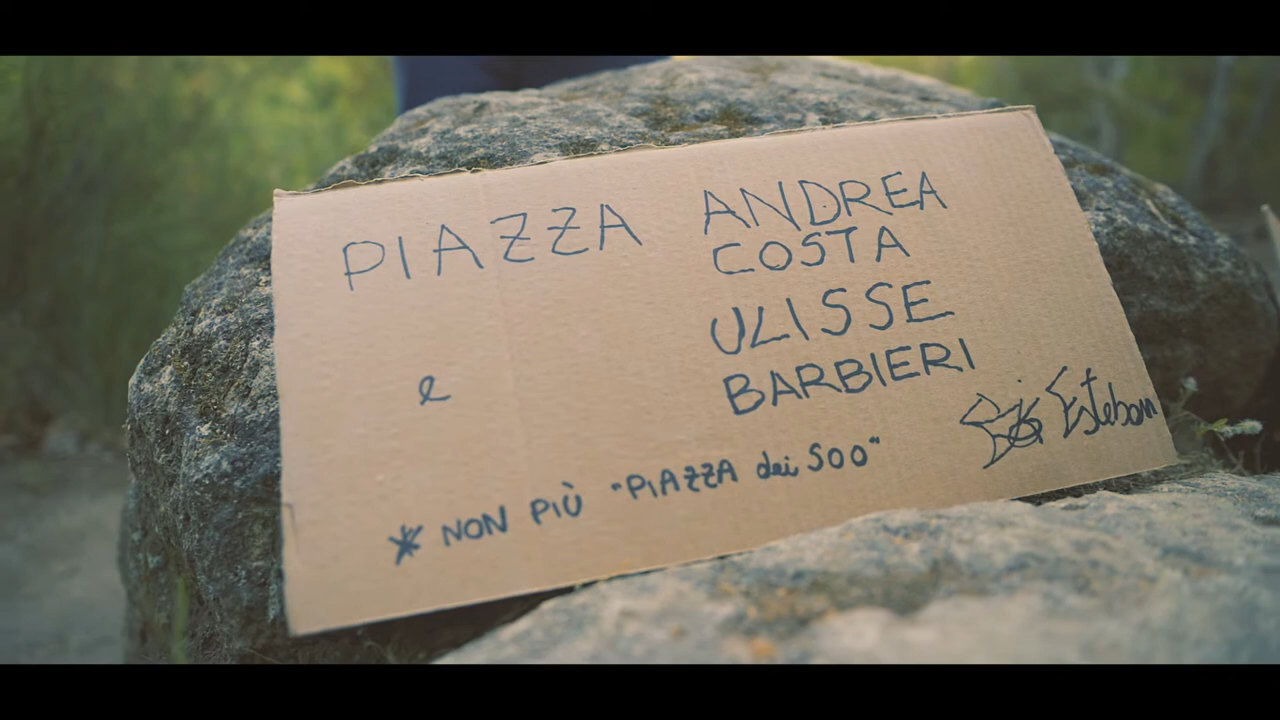 PIAZZA ANDREA
COSTA
ULISSE
e
BARBIERI
Esteban
* NON PIÙ "PIAZZA dei 500"